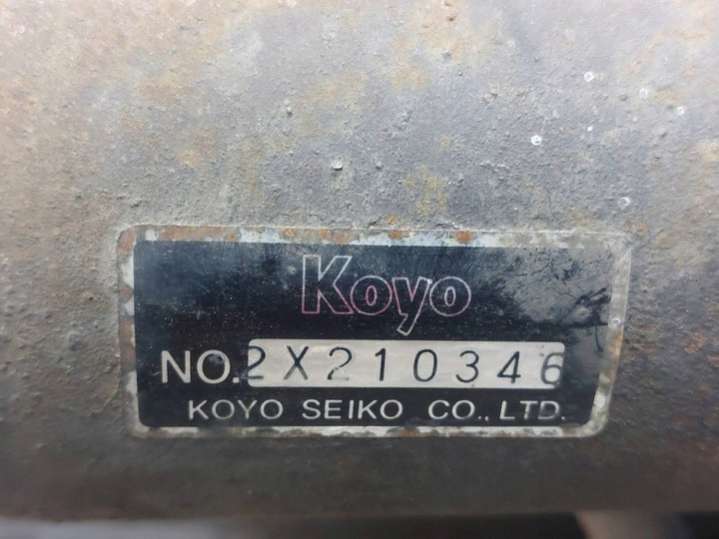 Koyo
NO. 2X210346
KOYO SEIKO CO., LTD.